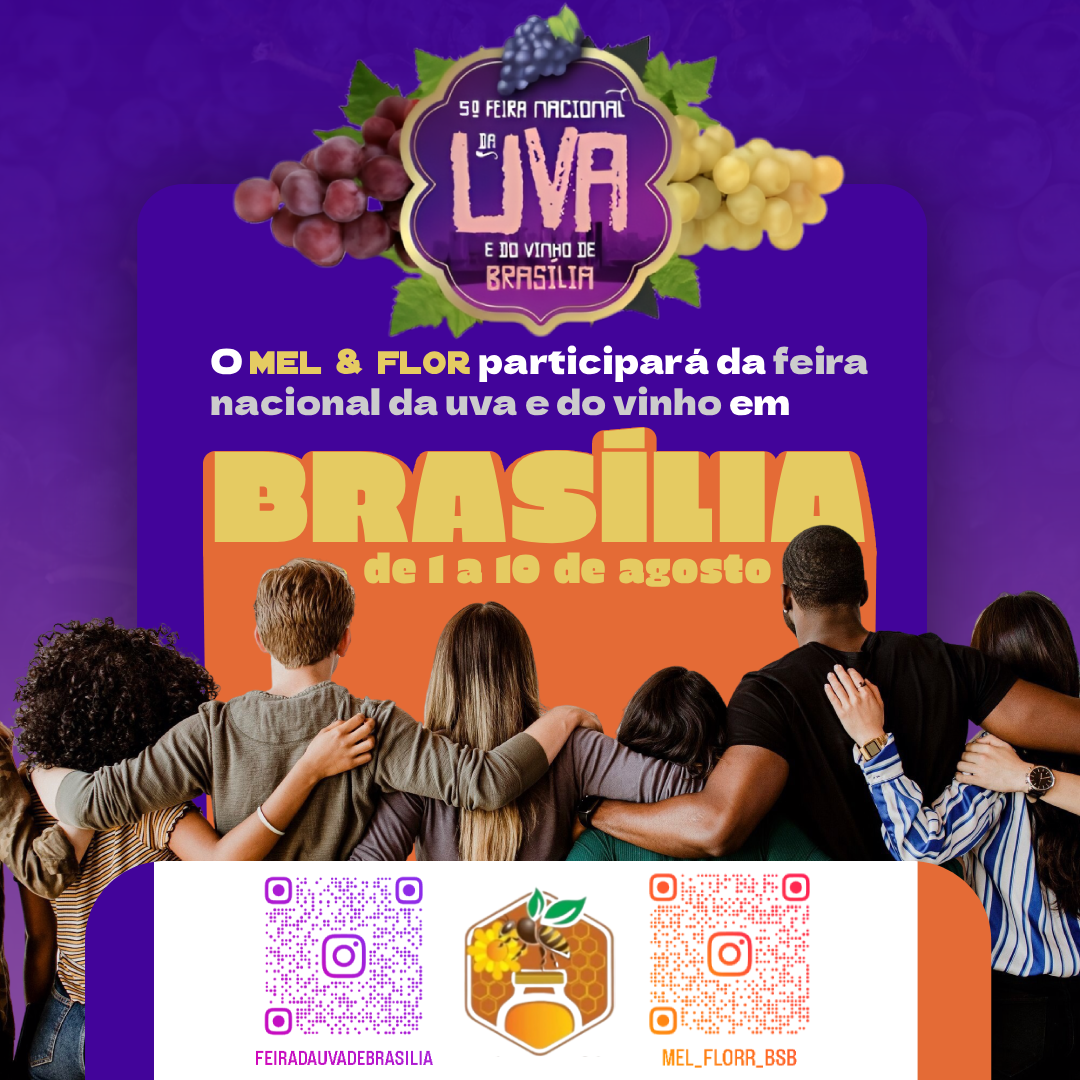 5º FEIRA NACIONAL
DA
UVA
E DO VINHO DE
BRASÍLIA
O MEL & FLOR participará da feira
nacional da uva e do vinho em
BRASÍLIA
de 1 a 10 de agosto
FEIRADAUVADEBRASILIA
MEL_FLORR_BSB